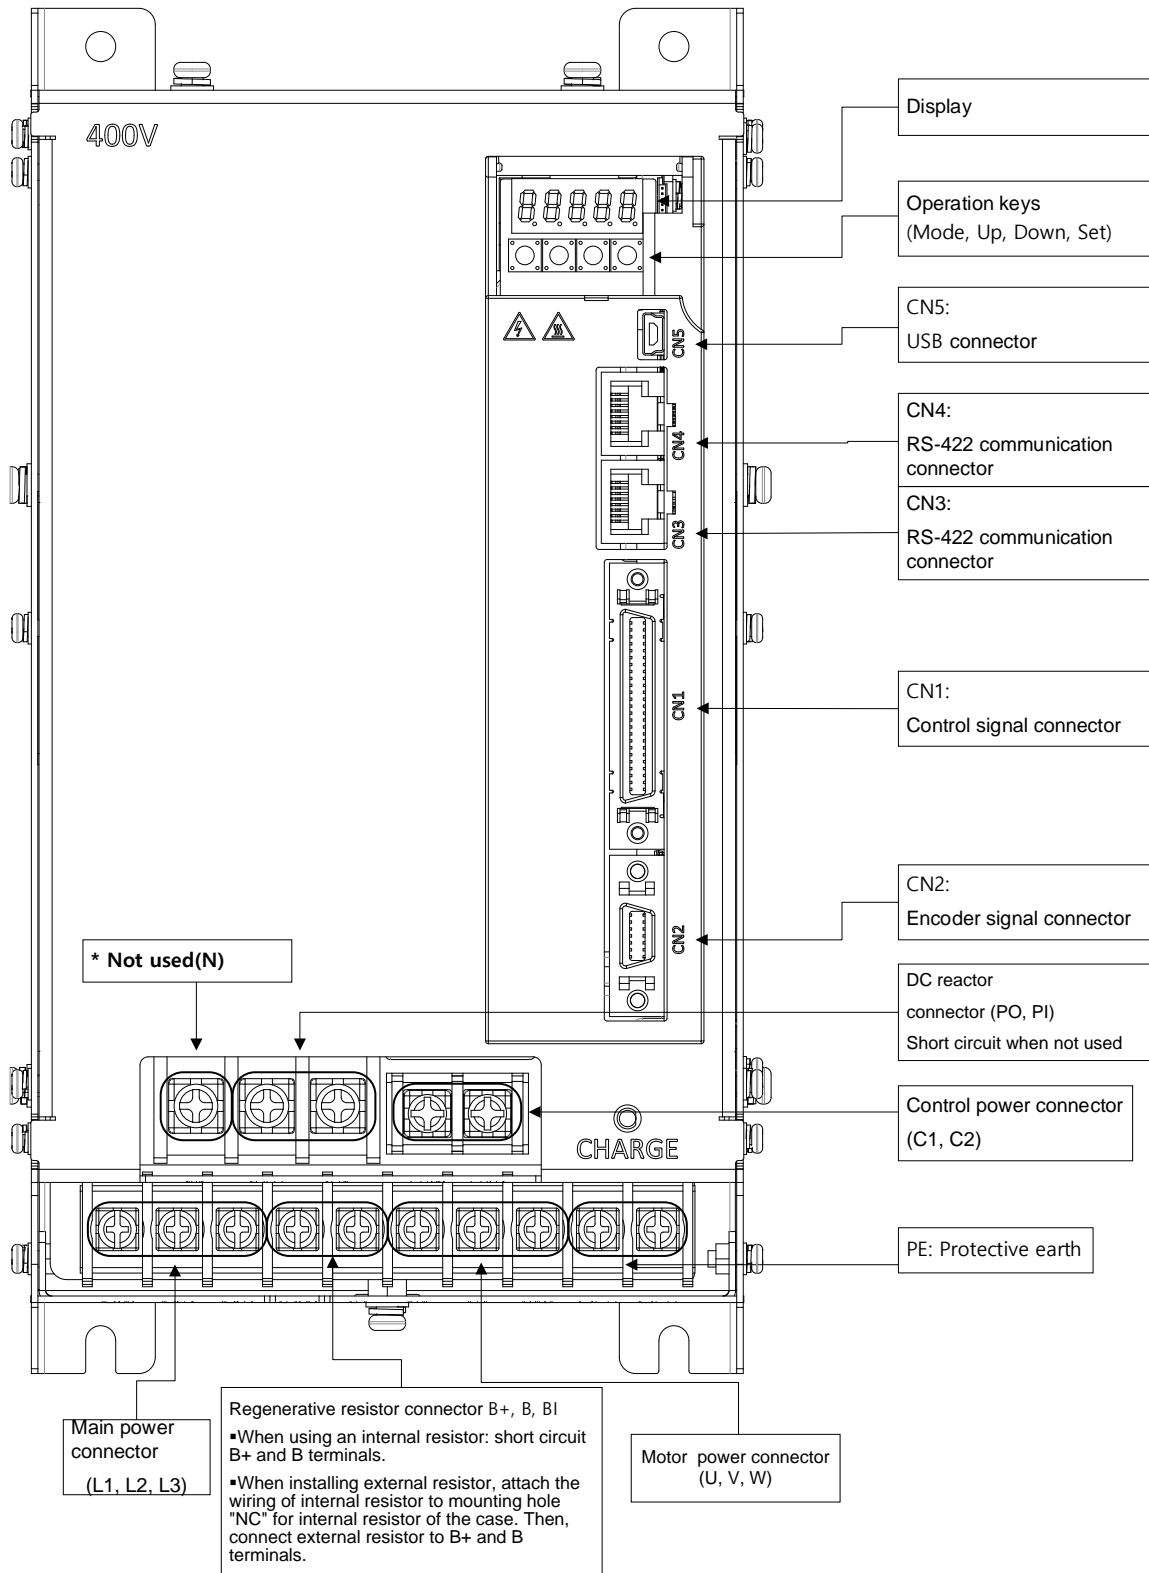 400V
Display
Operation keys
(Mode, Up, Down, Set)
CN5:
USB connector
CN5
CN4:
RS-422 communication
connector
CN4
CN3:
RS-422 communication
connector
CN3
CN1:
Control signal connector
CN1
CN2:
Encoder signal connector
CN2
* Not used(N)
DC reactor
connector (PO, PI)
Short circuit when not used
Control power connector
(C1, C2)
CHARGE
PE: Protective earth
Main power
connector
(L1, L2, L3)
Regenerative resistor connector B+, B, BI
▪When using an internal resistor: short circuit
B+ and B terminals.
▪When installing external resistor, attach the
wiring of internal resistor to mounting hole
"NC" for internal resistor of the case. Then,
connect external resistor to B+ and B
terminals.
Motor power connector
(U, V, W)